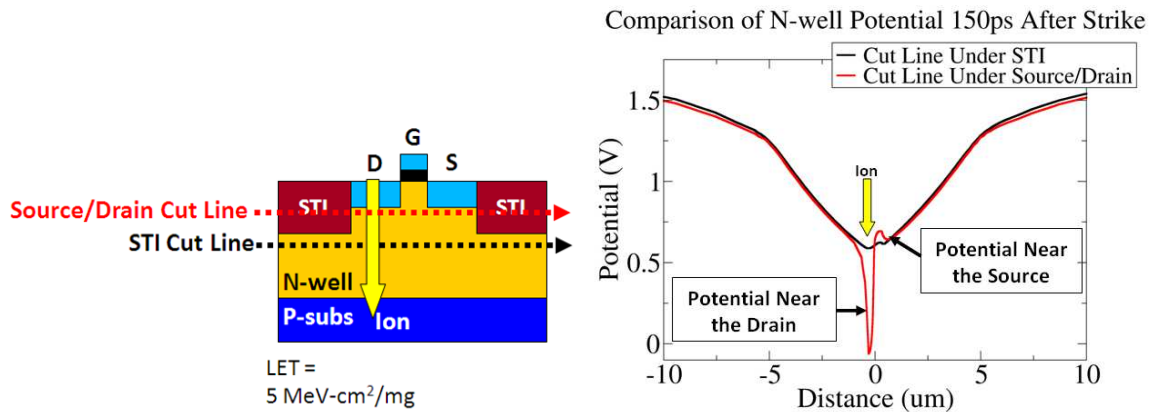 G
D
S
STI
STI
Source/Drain Cut Line
STI Cut Line
N-well
P-subs
Ion
LET =
5 MeV-cm²/mg
Comparison of N-well Potential 150ps After Strike
Cut Line Under STI
Cut Line Under Source/Drain
Potential (V)
1.5
1
0.5
0
Ion
Potential Near
the Source
Potential Near
the Drain
-10
-5
0
5
10
Distance (um)